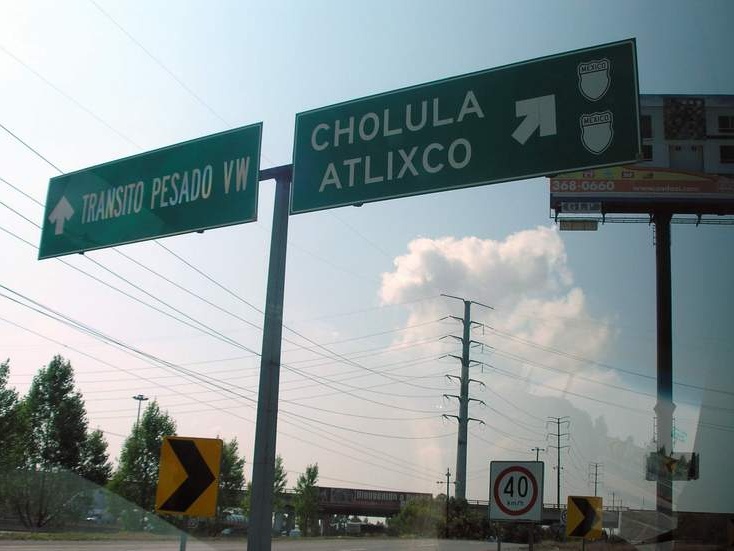 TRANSITO PESADO VW
CHOLULA
ATLIXCO
MEXICO
MEXICO
368-0660
40
km/h